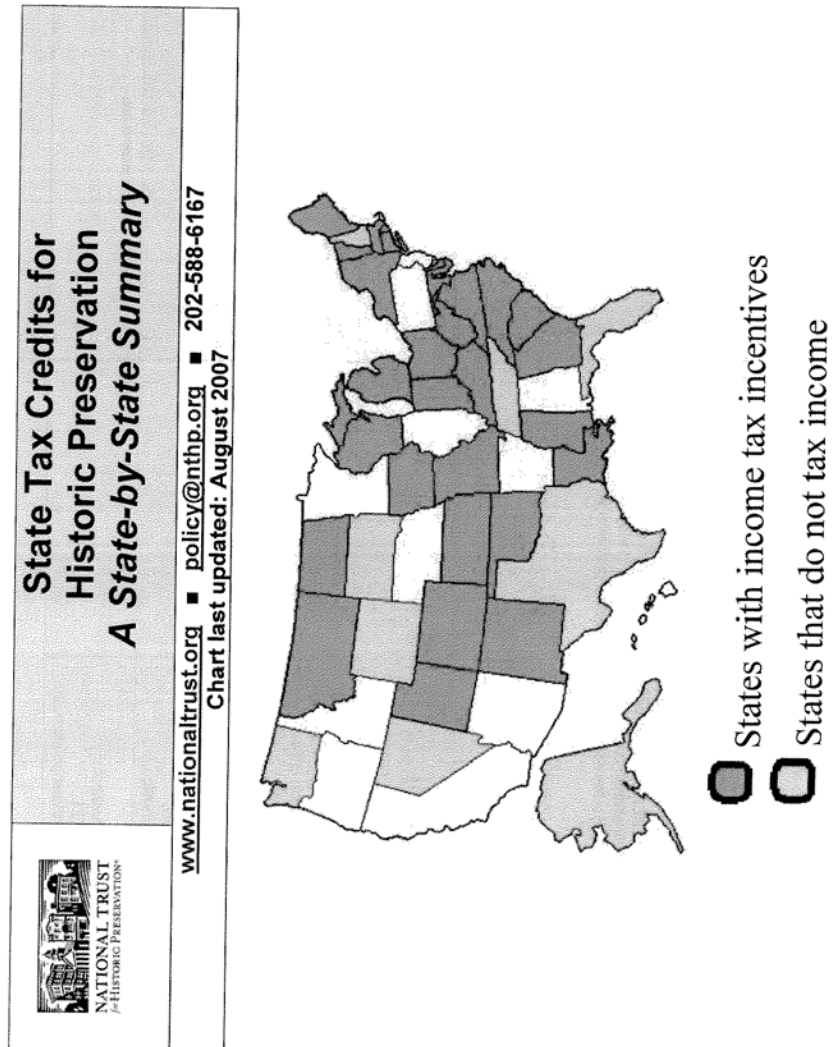 State Tax Credits for
Historic Preservation
A State-by-State Summary
NATIONAL TRUST
for HISTORIC PRESERVATION®
www.nationaltrust.org ■ policy@nthp.org ■ 202-588-6167
Chart last updated: August 2007
States with income tax incentives
States that do not tax income